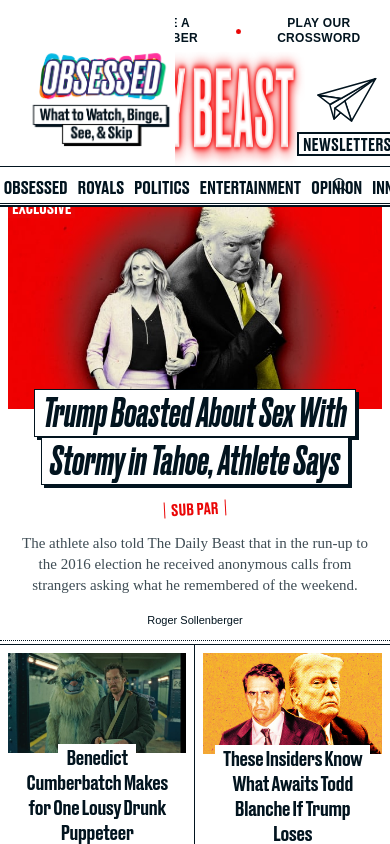 E A
BER
PLAY OUR
CROSSWORD
OBSESSED
What to Watch, Binge,
See, & Skip
Y BEAST
NEWSLETTERS
OBSESSED ROYALS POLITICS ENTERTAINMENT OPINION INN
EXCLUSIVE
Trump Boasted About Sex With
Stormy in Tahoe, Athlete Says
SUB PAR
The athlete also told The Daily Beast that in the run-up to
the 2016 election he received anonymous calls from
strangers asking what he remembered of the weekend.
Roger Sollenberger
Benedict
Cumberbatch Makes
for One Lousy Drunk
Puppeteer
These Insiders Know
What Awaits Todd
Blanche If Trump
Loses